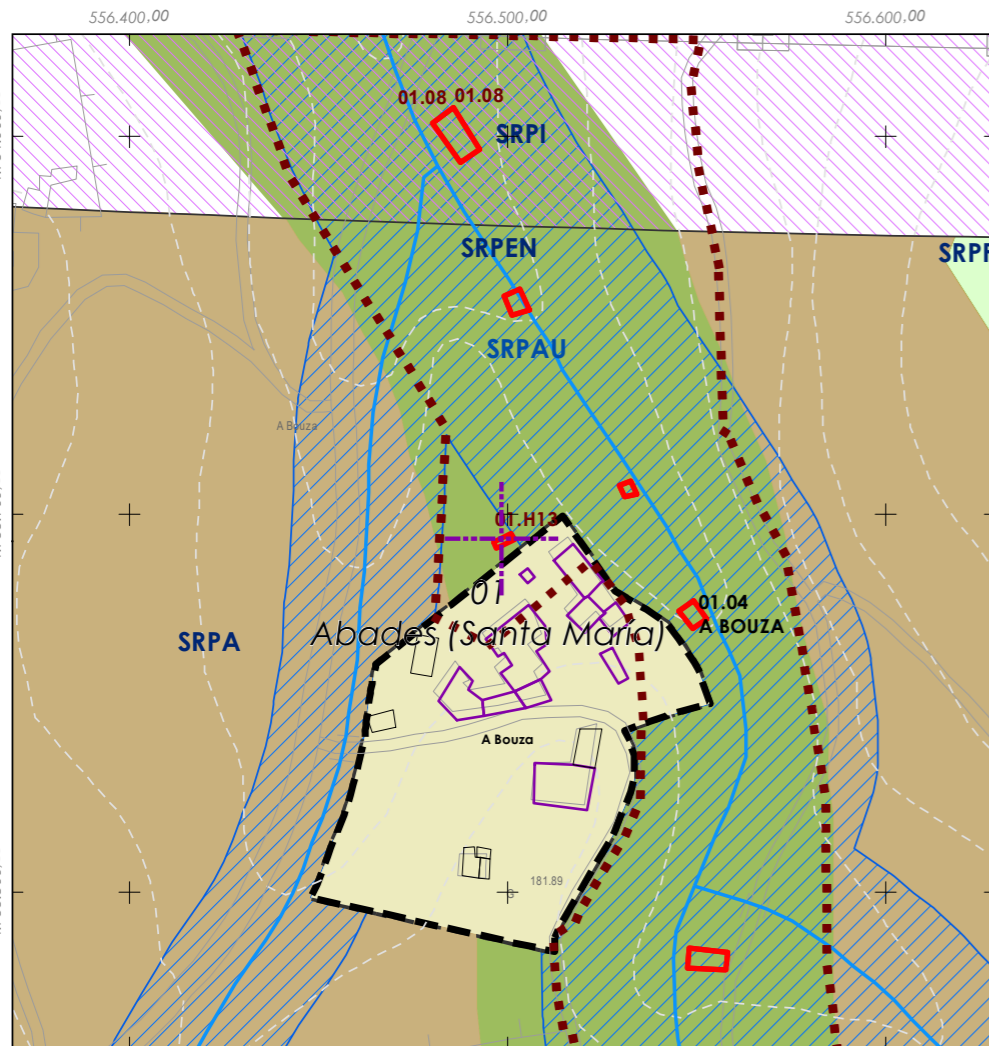 556.400,00
556.500,00
556.600,00
01.08 01.08
SRPI
SRPEN
SRPAU
A Bouza
01.H13
01
01.04
A BOUZA
Abades (Santa María)
SRPA
A Bouza
181.89